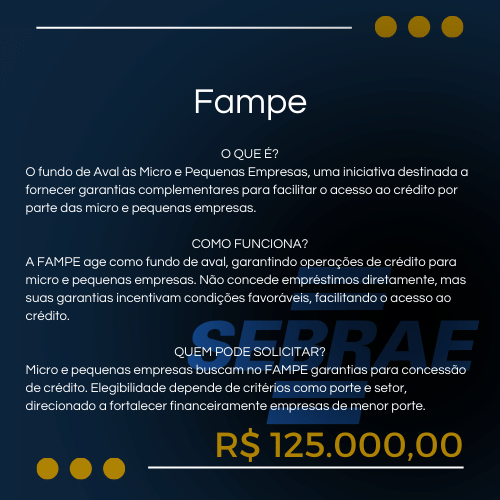 Fampe
O QUE É?
O fundo de Aval às Micro e Pequenas Empresas, uma iniciativa destinada a
fornecer garantias complementares para facilitar o acesso ao crédito por
parte das micro e pequenas empresas.
COMO FUNCIONA?
A FAMPE age como fundo de aval, garantindo operações de crédito para
micro e pequenas empresas. Não concede empréstimos diretamente, mas
suas garantias incentivam condições favoráveis, facilitando o acesso ao
crédito.
SEBRAE
QUEM PODE SOLICITAR?
Micro e pequenas empresas buscam no FAMPE garantias para concessão
de crédito. Elegibilidade depende de critérios como porte e setor,
direcionado a fortalecer financeiramente empresas de menor porte.
R$ 125.000,00